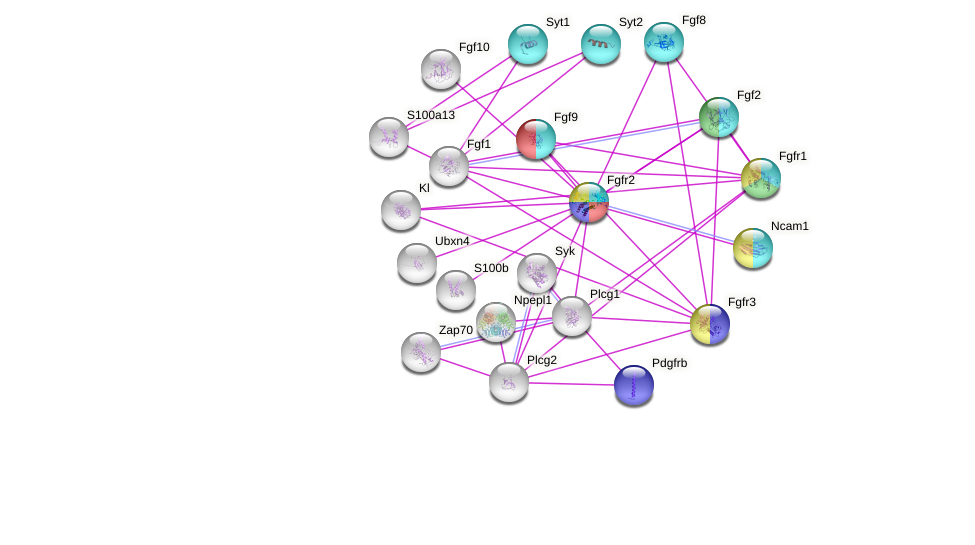 Syt1
Syt2
Fgf8
Fgf10
Fgf2
S100a13
Fgf9
Fgf1
Fgfr1
Fgfr2
Kl
Ncam1
Ubxn4
Syk
S100b
Plcg1
Npepl1
Fgfr3
Zap70
Plcg2
Pdgfrb